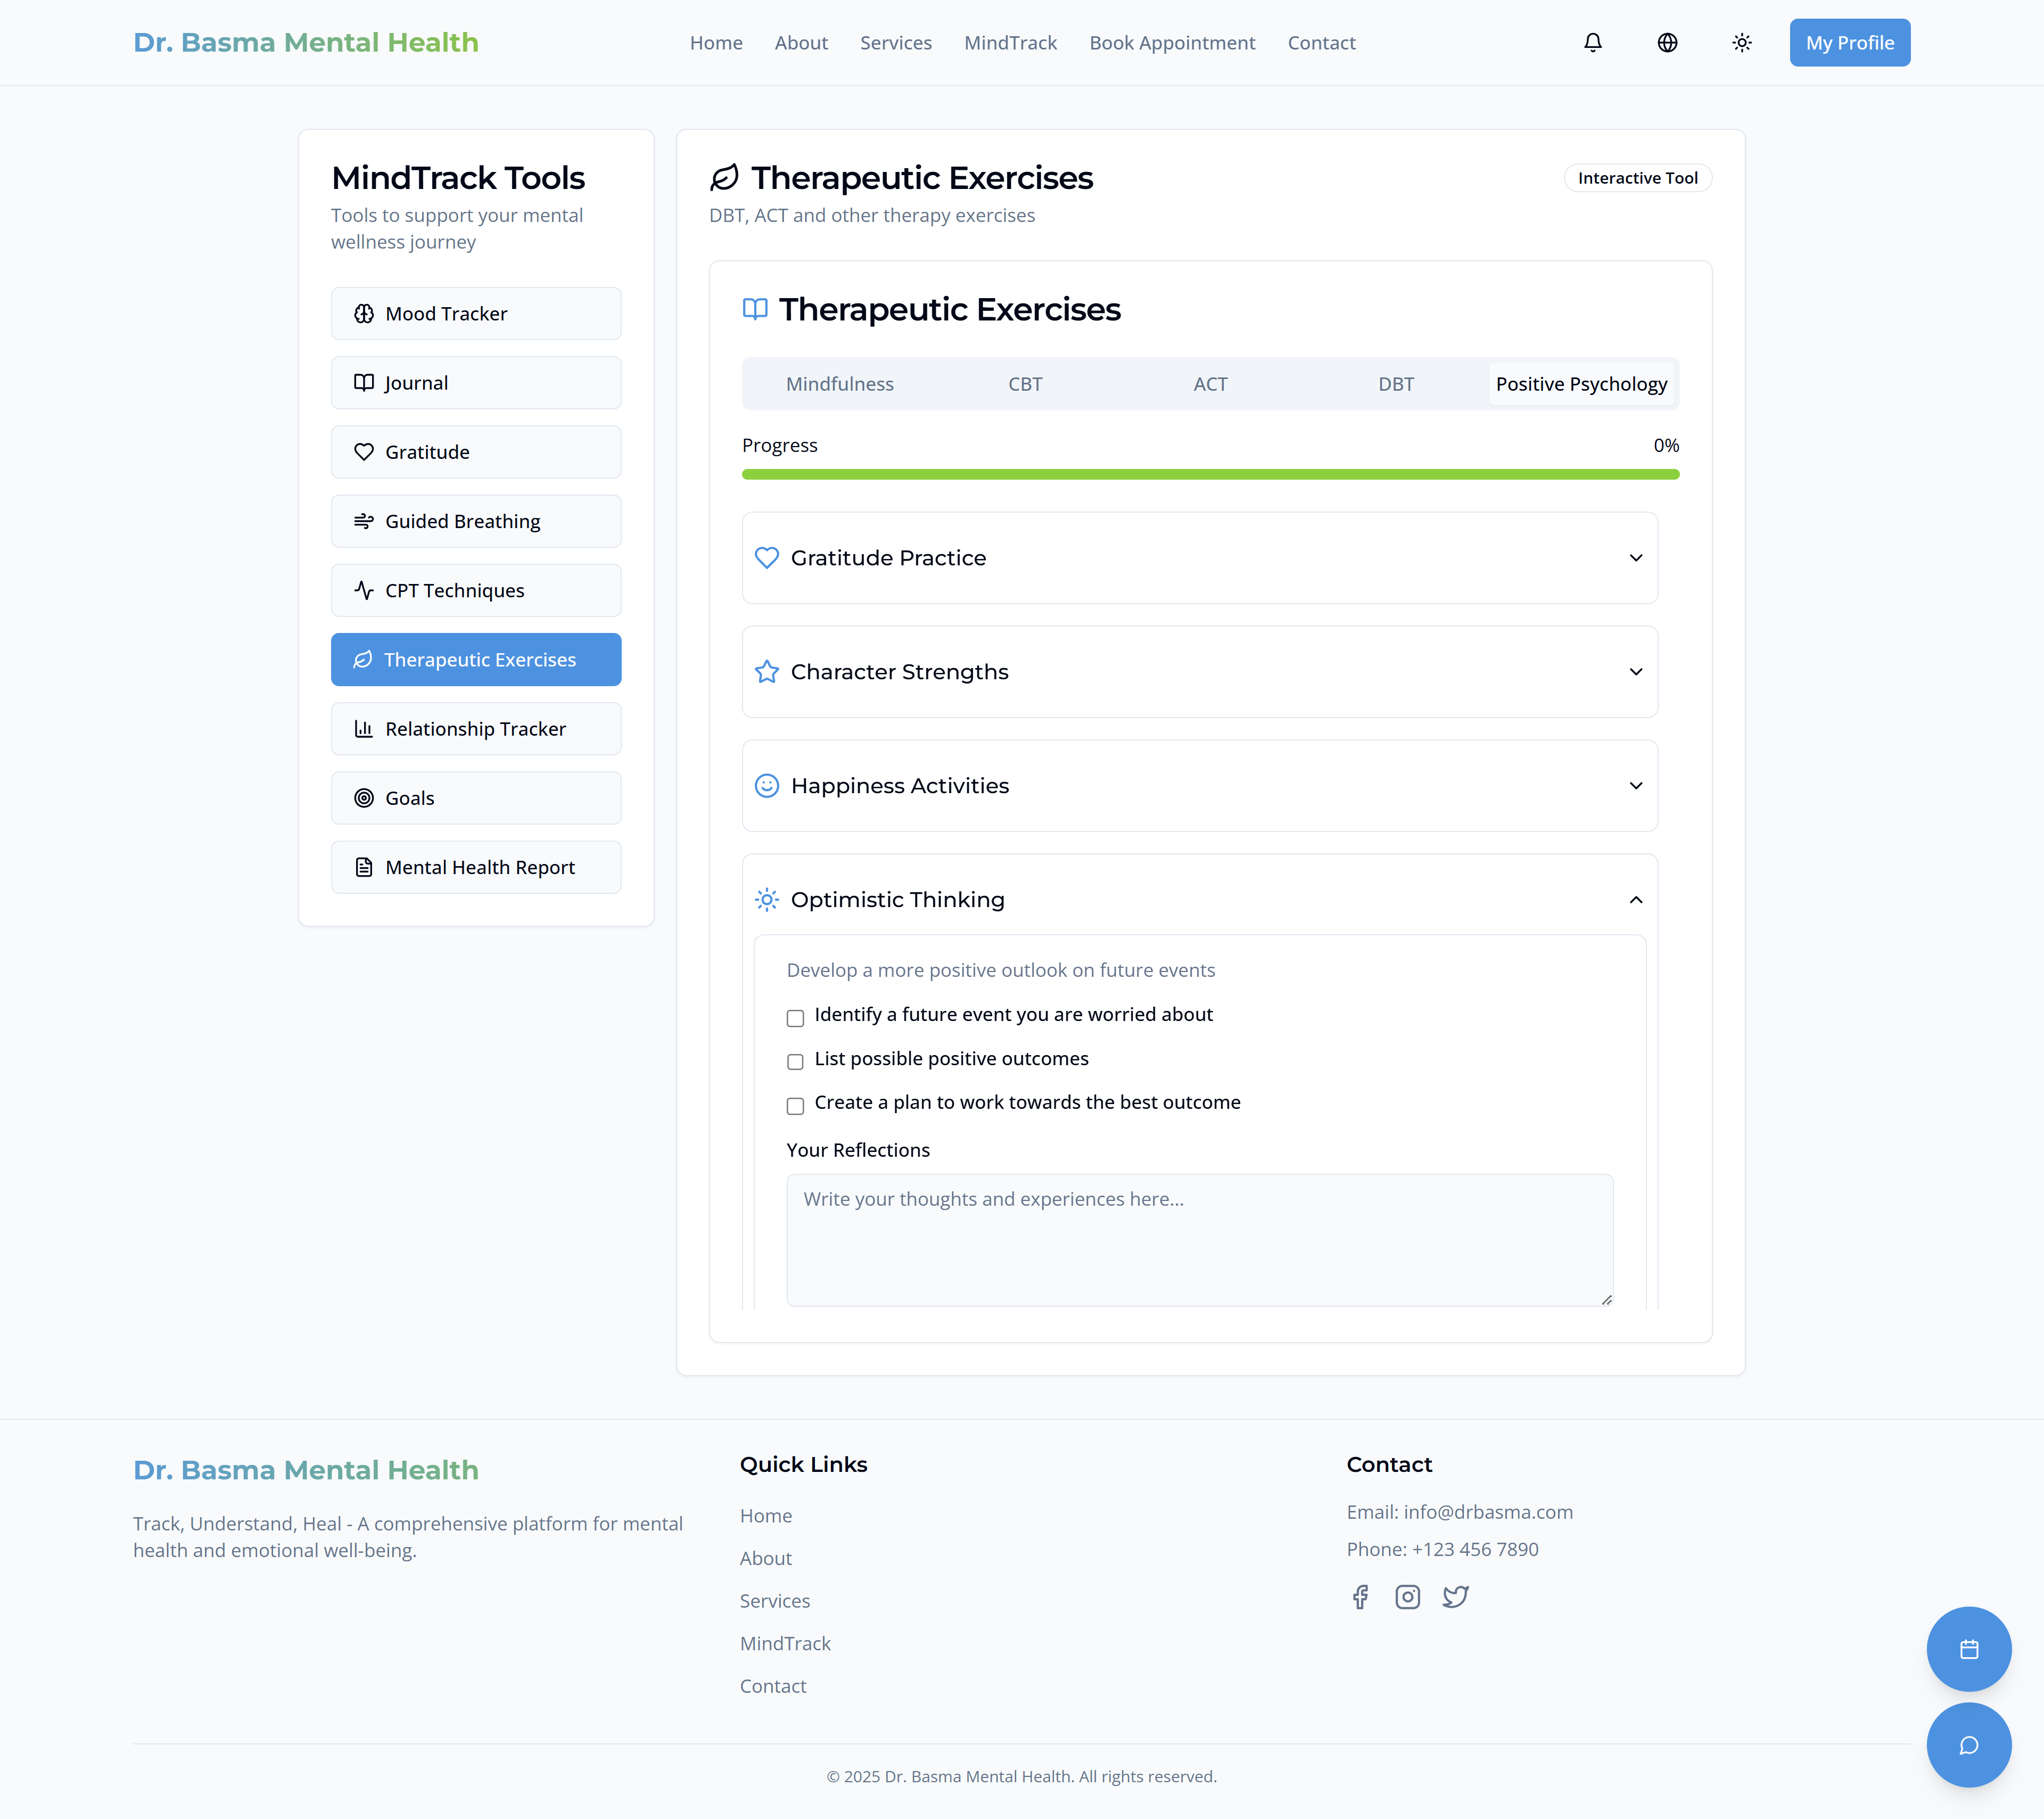 Dr. Basma Mental Health
Home
About
Services
MindTrack
Book Appointment
Contact
My Profile
MindTrack Tools
Tools to support your mental
wellness journey
Mood Tracker
Journal
Gratitude
Guided Breathing
CPT Techniques
Therapeutic Exercises
Relationship Tracker
Goals
Mental Health Report
Therapeutic Exercises
Interactive Tool
DBT, ACT and other therapy exercises
Therapeutic Exercises
Mindfulness
CBT
ACT
DBT
Positive Psychology
Progress
0%
Gratitude Practice
Character Strengths
Happiness Activities
Optimistic Thinking
Develop a more positive outlook on future events
Identify a future event you are worried about
List possible positive outcomes
Create a plan to work towards the best outcome
Your Reflections
Write your thoughts and experiences here...
Dr. Basma Mental Health
Track, Understand, Heal - A comprehensive platform for mental
health and emotional well-being.
Quick Links
Home
About
Services
MindTrack
Contact
Contact
Email: info@drbasma.com
Phone: +123 456 7890
© 2025 Dr. Basma Mental Health. All rights reserved.